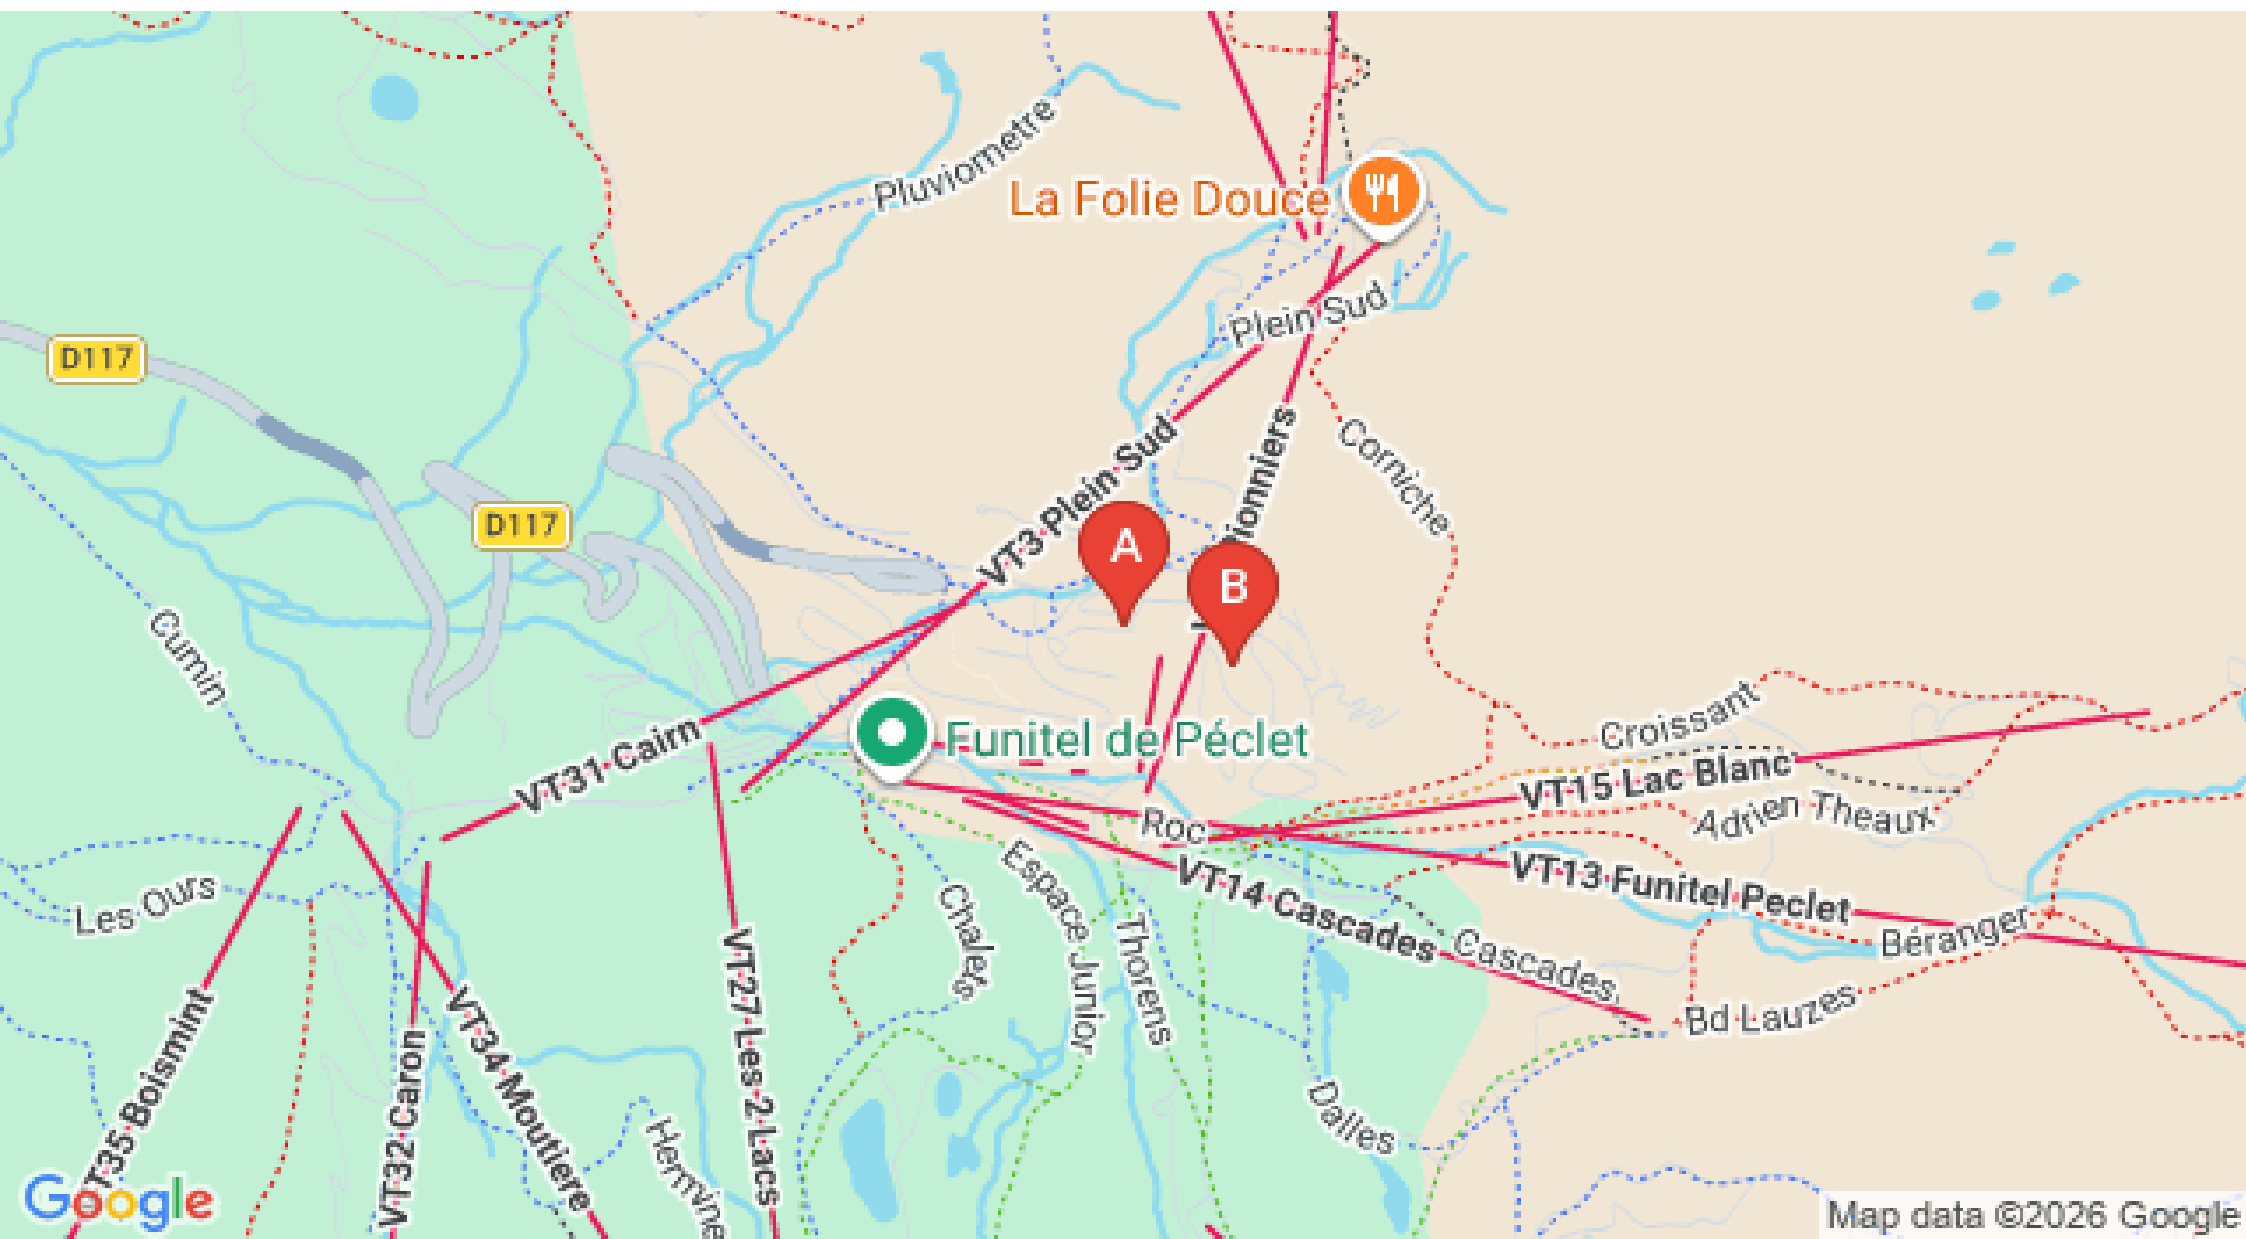 Pluviometre
La Folie Douce
Plein Sud
D117
VT3 Plein Sud
Corniche
D117
A
B
Cumin
Funitel de Péclet
Croissant
VT31 Cairn
VT15 Lac Blanc
Adrien Theaux
Roc
VT14 Cascades
VT13 Funitel Peclet
Les Ours
Chalets
Espace Junior
Thorens
Cascades
Béranger
Bd Lauzes
VT27 Les 2 Lacs
VT34 Moutiere
VT32 Caron
Dalles
Google
Map data ©2026 Google